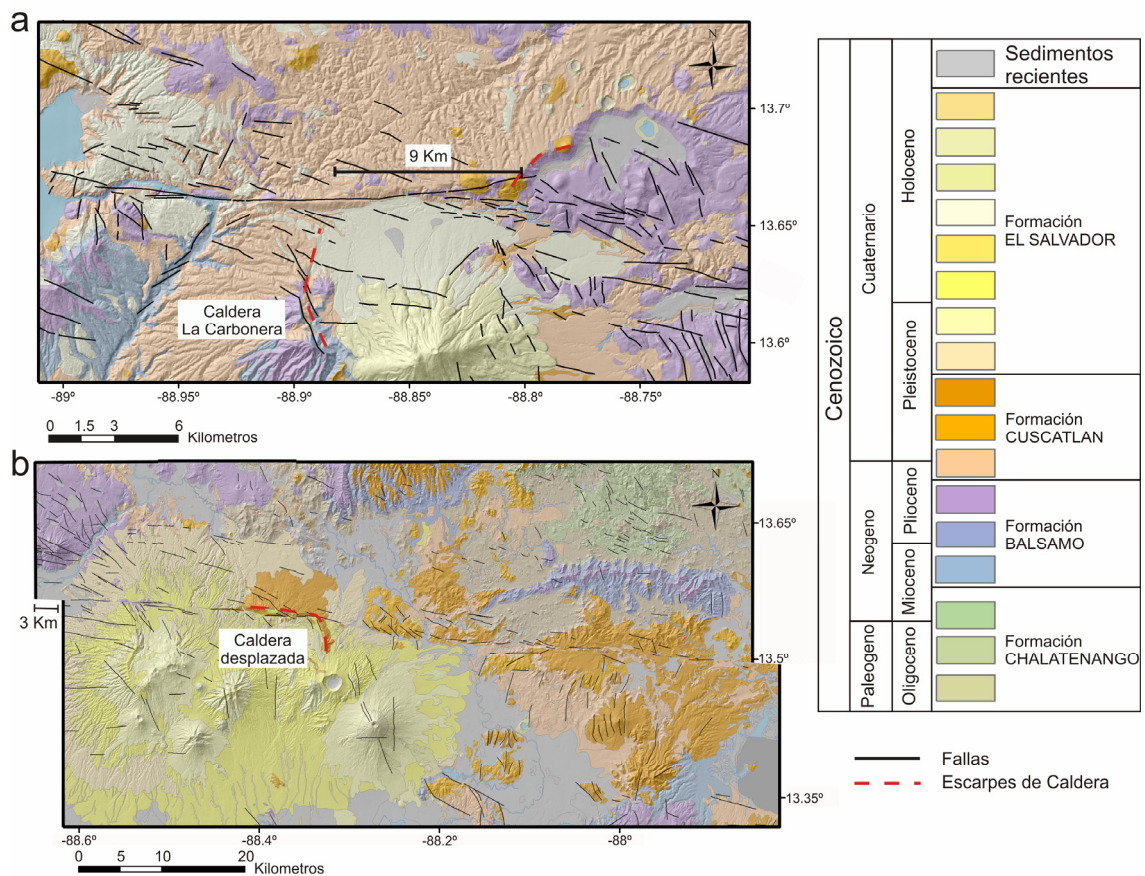 a
N
9 Km
Caldera
La Carbonera
13.7º
13.65º
13.6º
-89º
-88.95º
-88.9º
-88.85º
-88.8º
-88.75º
0 1.5 3 6
Kilometros
b
N
3 Km
Caldera
desplazada
13.65º
13.5º
13.35º
-88.6º
-88.4º
-88.2º
-88º
0 5 10 20
Kilometros
Cenozoico
Cuaternario
Neogeno
Paleogeno
Holoceno
Pleistoceno
Plioceno
Mioceno
Oligoceno
Sedimentos
recientes
Formación
EL SALVADOR
Formación
CUSCATLAN
Formación
BALSAMO
Formación
CHALATENANGO
Fallas
Escarpes de Caldera